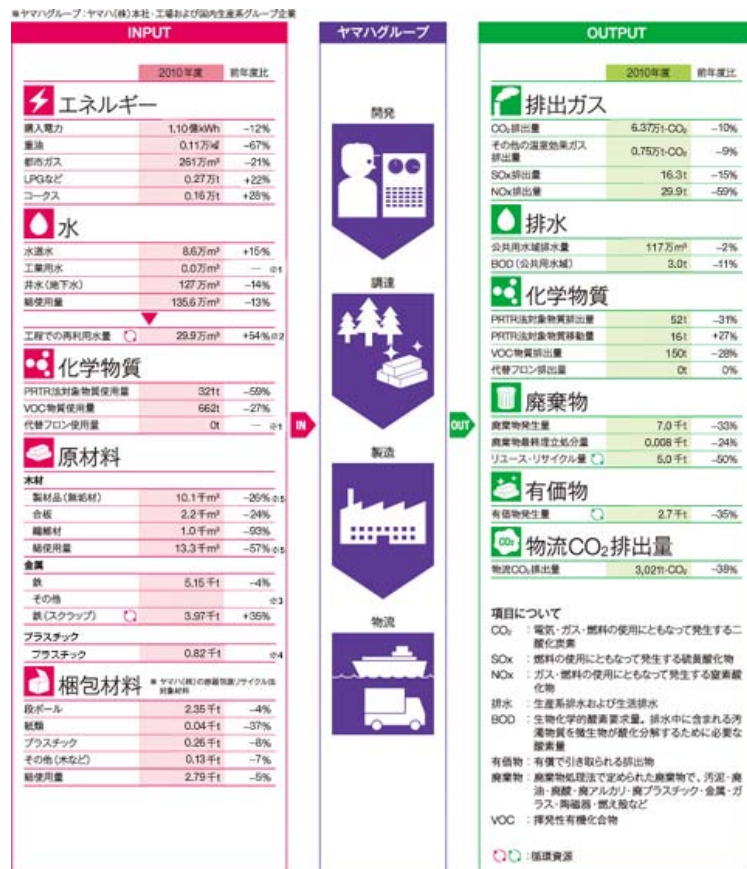 ※ヤマハグループ：ヤマハ(株)本社・工場および国内生産系グループ企業
INPUT
2010年度 前年度比
エネルギー
購入電力 1.10億kWh −12%
重油 0.11万kℓ −67%
都市ガス 261万m³ −21%
LPGなど 0.27万t +22%
コークス 0.16万t +28%
水
水道水 8.6万m³ +15%
工業用水 0.0万m³ — ※1
井水(地下水) 127万m³ −14%
総使用量 135.6万m³ −13%
工程での再利用水量 29.9万m³ +54%※2
化学物質
PRTR法対象物質使用量 321t −59%
VOC物質使用量 662t −27%
代替フロン使用量 0t — ※1
原材料
木材
製材品(無垢材) 10.1千m³ −26%※5
合板 2.2千m³ −24%
繊維材 1.0千m³ −93%
総使用量 13.3千m³ −57%※5
金属
鉄 5.15千t −4%
その他 ※3
鉄(スクラップ) 3.97千t +35%
プラスチック
プラスチック 0.82千t ※4
梱包材料
※ ヤマハ(株)の容器包装リサイクル法
対象材料
段ボール 2.35千t −4%
紙類 0.04千t −37%
プラスチック 0.26千t −8%
その他(木など) 0.13千t −7%
総使用量 2.79千t −5%
IN
ヤマハグループ
開発
調達
製造
物流
OUT
OUTPUT
2010年度 前年度比
排出ガス
CO₂排出量 6.37万t-CO₂ −10%
その他の温室効果ガス
排出量 0.75万t-CO₂ −9%
SOx排出量 16.3t −15%
NOx排出量 29.9t −59%
排水
公共用水域排水量 117万m³ −2%
BOD(公共用水域) 3.0t −11%
化学物質
PRTR法対象物質排出量 52t −31%
PRTR法対象物質移動量 16t +27%
VOC物質排出量 150t −28%
代替フロン排出量 0t 0%
廃棄物
廃棄物発生量 7.0千t −33%
廃棄物最終埋立処分量 0.008千t −24%
リユース・リサイクル量 5.0千t −50%
有価物
有価物発生量 2.7千t −35%
CO₂
物流CO₂排出量
物流CO₂排出量 3,021t-CO₂ −38%
項目について
CO₂ ：電気・ガス・燃料の使用にともなって発生する二
酸化炭素
SOx ：燃料の使用にともなって発生する硫黄酸化物
NOx ：ガス・燃料の使用にともなって発生する窒素酸
化物
排水 ：生産系排水および生活排水
BOD ：生物化学的酸素要求量。排水中に含まれる汚
濁物質を微生物が酸化分解するために必要な
酸素量
有価物：有償で引き取られる排出物
廃棄物：廃棄物処理法で定められた廃棄物で、汚泥・廃
油・廃酸・廃アルカリ・廃プラスチック・金属・ガ
ラス・陶磁器・燃え殻など
VOC ：揮発性有機化合物
：循環資源